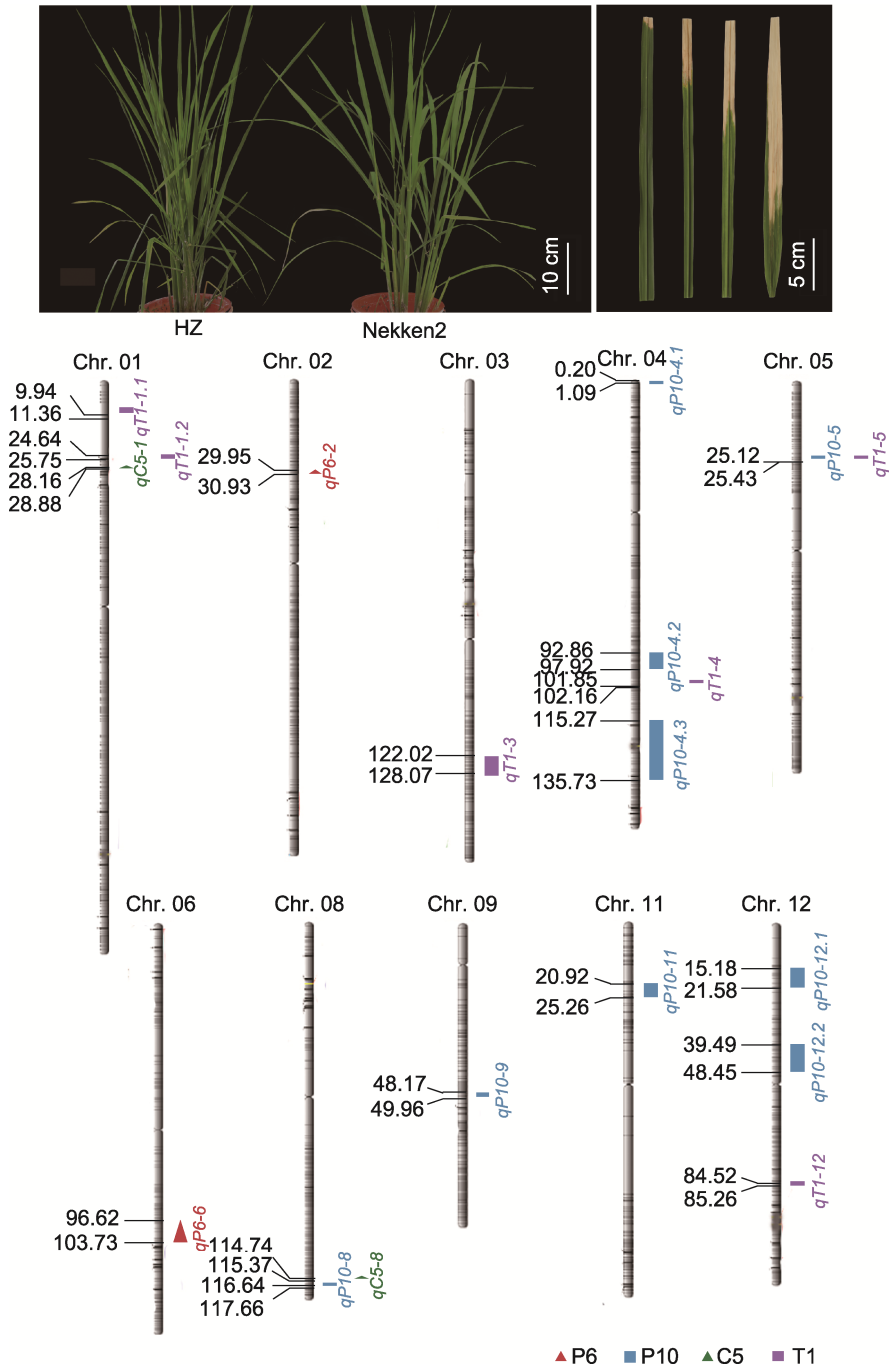 10 cm
5 cm
HZ
Nekken2
Chr. 01
Chr. 02
Chr. 03
Chr. 04
Chr. 05
9.94
11.36
24.64
25.75
28.16
28.88
qT1-1.1
qC5-1
qT1-1.2
29.95
30.93
qP6-2
122.02
128.07
qT1-3
0.20
1.09
qP10-4.1
92.86
97.92
101.85
102.16
115.27
135.73
qP10-4.2
qT1-4
qP10-4.3
25.12
25.43
qP10-5
qT1-5
Chr. 06
Chr. 08
Chr. 09
Chr. 11
Chr. 12
96.62
103.73
qP6-6
114.74
115.37
116.64
117.66
qP10-8
qC5-8
48.17
49.96
qP10-9
20.92
25.26
qP10-11
15.18
21.58
qP10-12.1
39.49
48.45
qP10-12.2
84.52
85.26
qT1-12
P6
P10
C5
T1